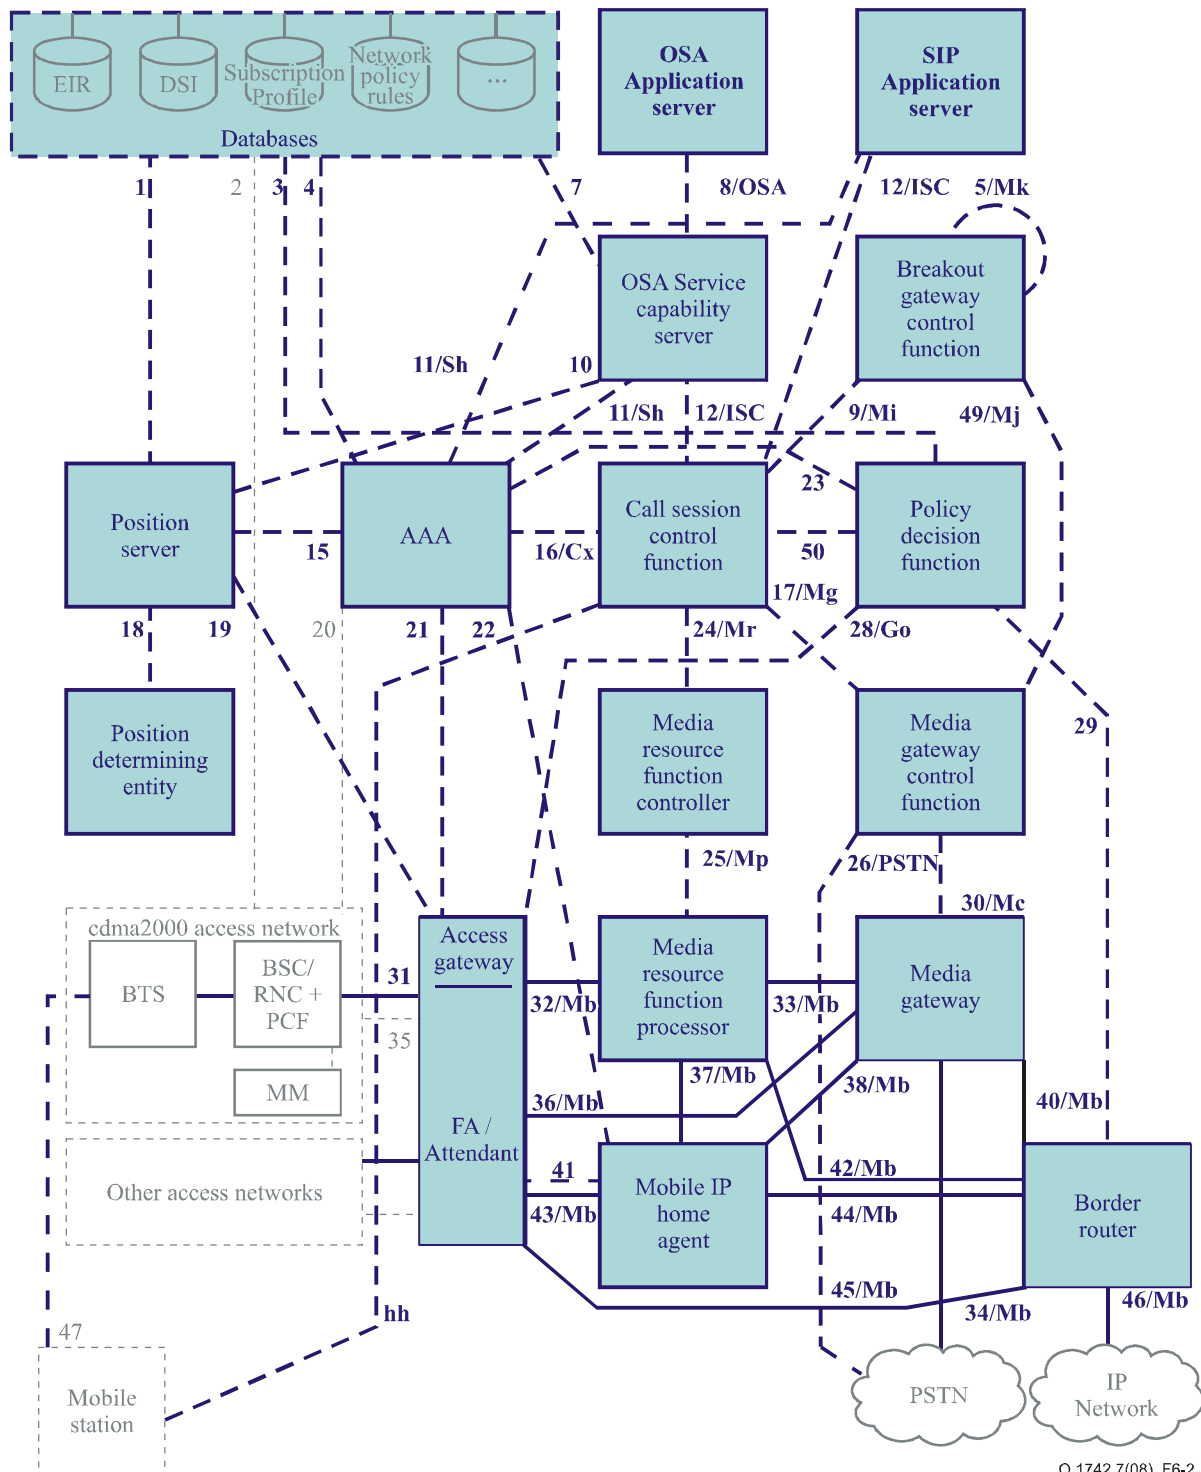 EIR
DSI
Subscription
Profile
Network
policy
rules
...
Databases
OSA
Application
server
SIP
Application
server
1
2
3
4
7
8/OSA
12/ISC
5/Mk
OSA Service
capability
server
Breakout
gateway
control
function
11/Sh
10
11/Sh
12/ISC
9/Mi
49/Mj
Position
server
15
AAA
16/Cx
Call session
control
function
23
50
Policy
decision
function
17/Mg
18
19
20
21
22
24/Mr
28/Go
29
Position
determining
entity
Media
resource
function
controller
Media
gateway
control
function
25/Mp
26/PSTN
30/Mc
cdma2000 access network
BTS
BSC/
RNC +
PCF
MM
31
35
Access
gateway
FA /
Attendant
32/Mb
Media
resource
function
processor
33/Mb
Media
gateway
36/Mb
37/Mb
38/Mb
40/Mb
Other access networks
41
43/Mb
Mobile IP
home
agent
42/Mb
44/Mb
Border
router
45/Mb
34/Mb
46/Mb
hh
47
Mobile
station
PSTN
IP
Network
Q.1742.7(08)_F6-2